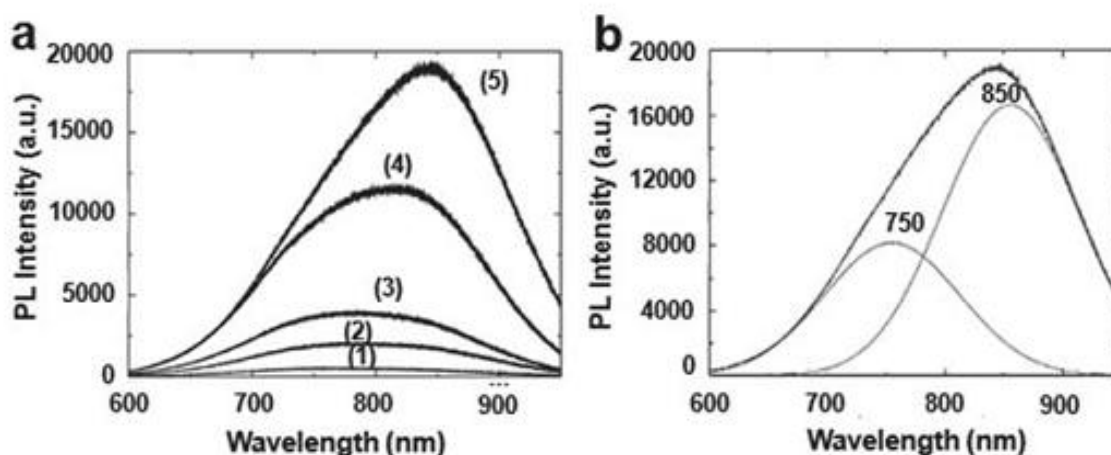 a
20000
15000
10000
5000
0
PL Intensity (a.u.)
(5)
(4)
(3)
(2)
(1)
600 700 800 900
Wavelength (nm)
b
20000
16000
12000
8000
4000
0
PL Intensity (a.u.)
850
750
600 700 800 900
Wavelength (nm)